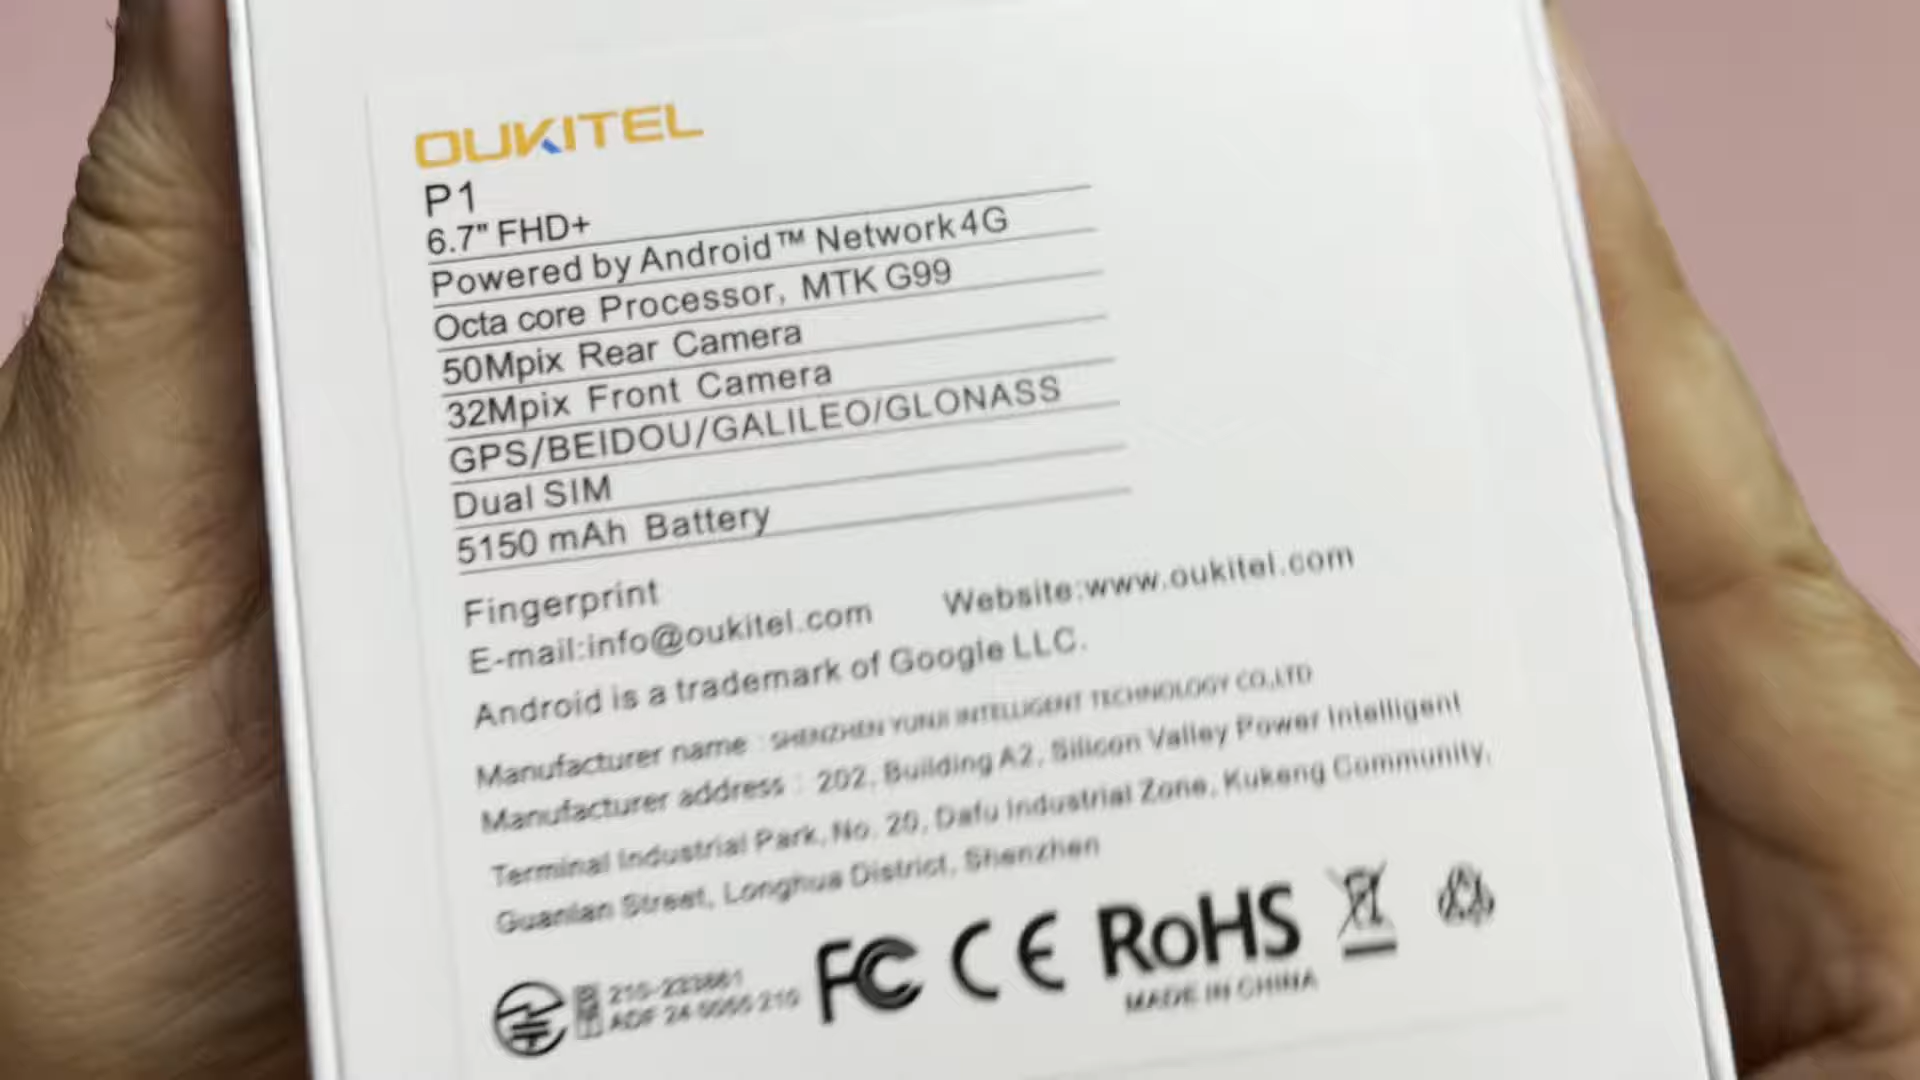 OUKITEL
P1
6.7" FHD+
Powered by Android™ Network 4G
Octa core Processor, MTK G99
50Mpix Rear Camera
32Mpix Front Camera
GPS/BEIDOU/GALILEO/GLONASS
Dual SIM
5150 mAh Battery
Fingerprint
E-mail:info@oukitel.com Website:www.oukitel.com
Android is a trademark of Google LLC.
Manufacturer name : SHENZHEN YUNJI INTELLIGENT TECHNOLOGY CO.,LTD
Manufacturer address : 202, Building A2, Silicon Valley Power Intelligent
Terminal Industrial Park, No. 20, Dafu Industrial Zone, Kukeng Community,
Guanlan Street, Longhua District, Shenzhen
FC CE RoHS
MADE IN CHINA